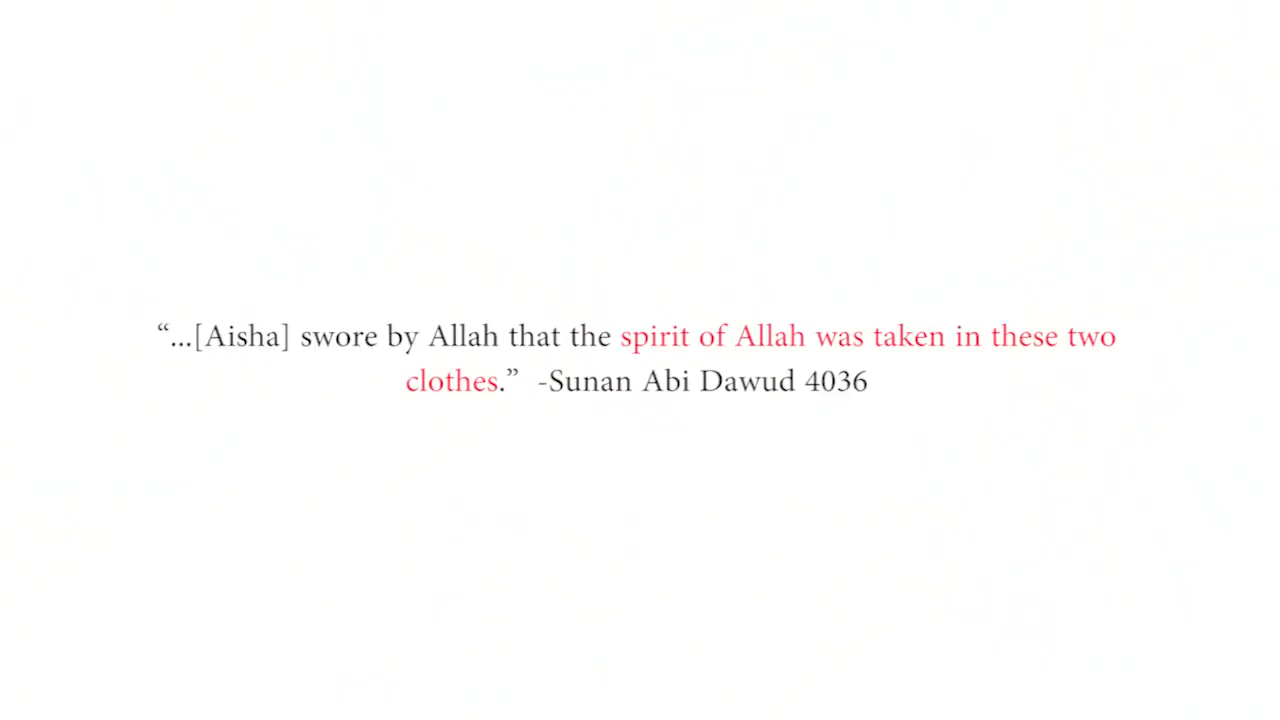 “...[Aisha] swore by Allah that the spirit of Allah was taken in these two
clothes.”  -Sunan Abi Dawud 4036